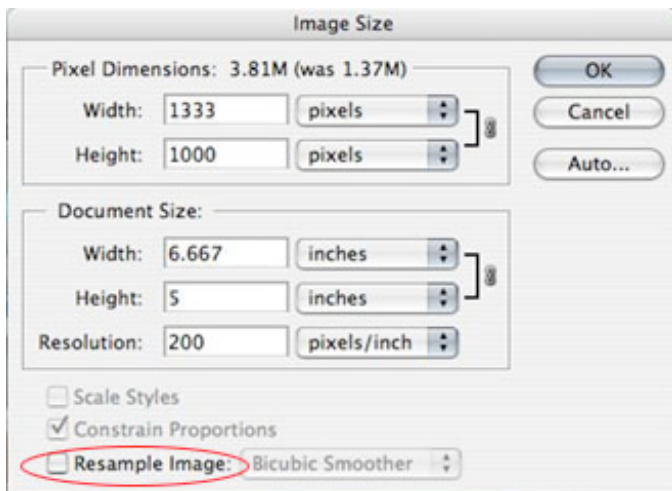 Image Size
Pixel Dimensions: 3.81M (was 1.37M)
OK
Width: 1333 pixels
Cancel
Height: 1000 pixels
Auto...
Document Size:
Width: 6.667 inches
Height: 5 inches
Resolution: 200 pixels/inch
Scale Styles
Constrain Proportions
Resample Image: Bicubic Smoother